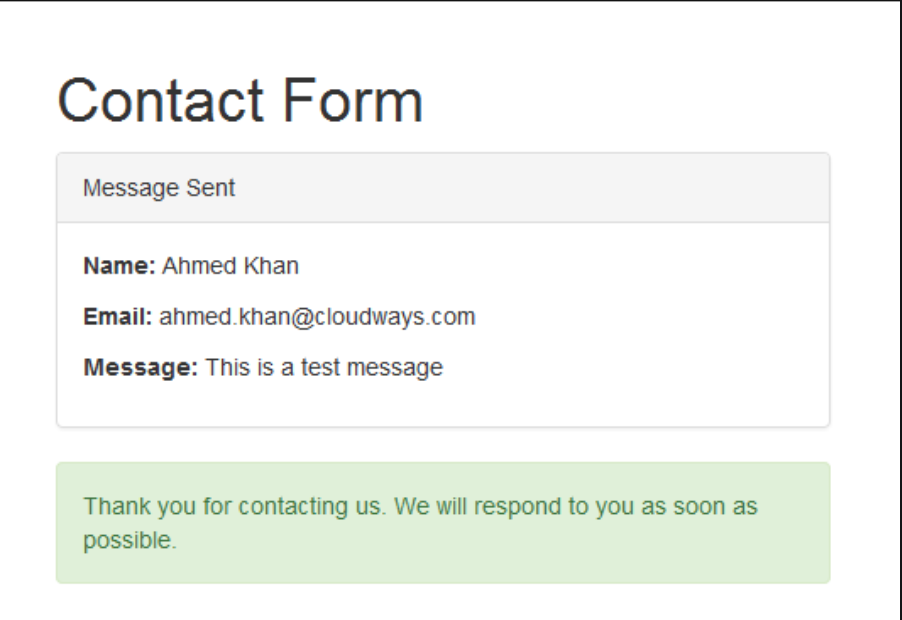 Contact Form
Message Sent
Name: Ahmed Khan
Email: ahmed.khan@cloudways.com
Message: This is a test message
Thank you for contacting us. We will respond to you as soon as
possible.